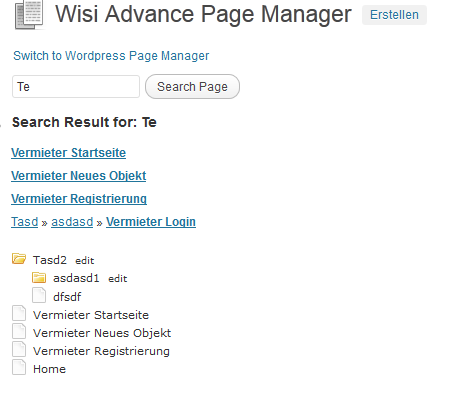 Wisi Advance Page Manager Erstellen
Switch to Wordpress Page Manager
Te Search Page
Search Result for: Te
Vermieter Startseite
Vermieter Neues Objekt
Vermieter Registrierung
Tasd » asdasd » Vermieter Login
Tasd2 edit
asdasd1 edit
dfsdf
Vermieter Startseite
Vermieter Neues Objekt
Vermieter Registrierung
Home